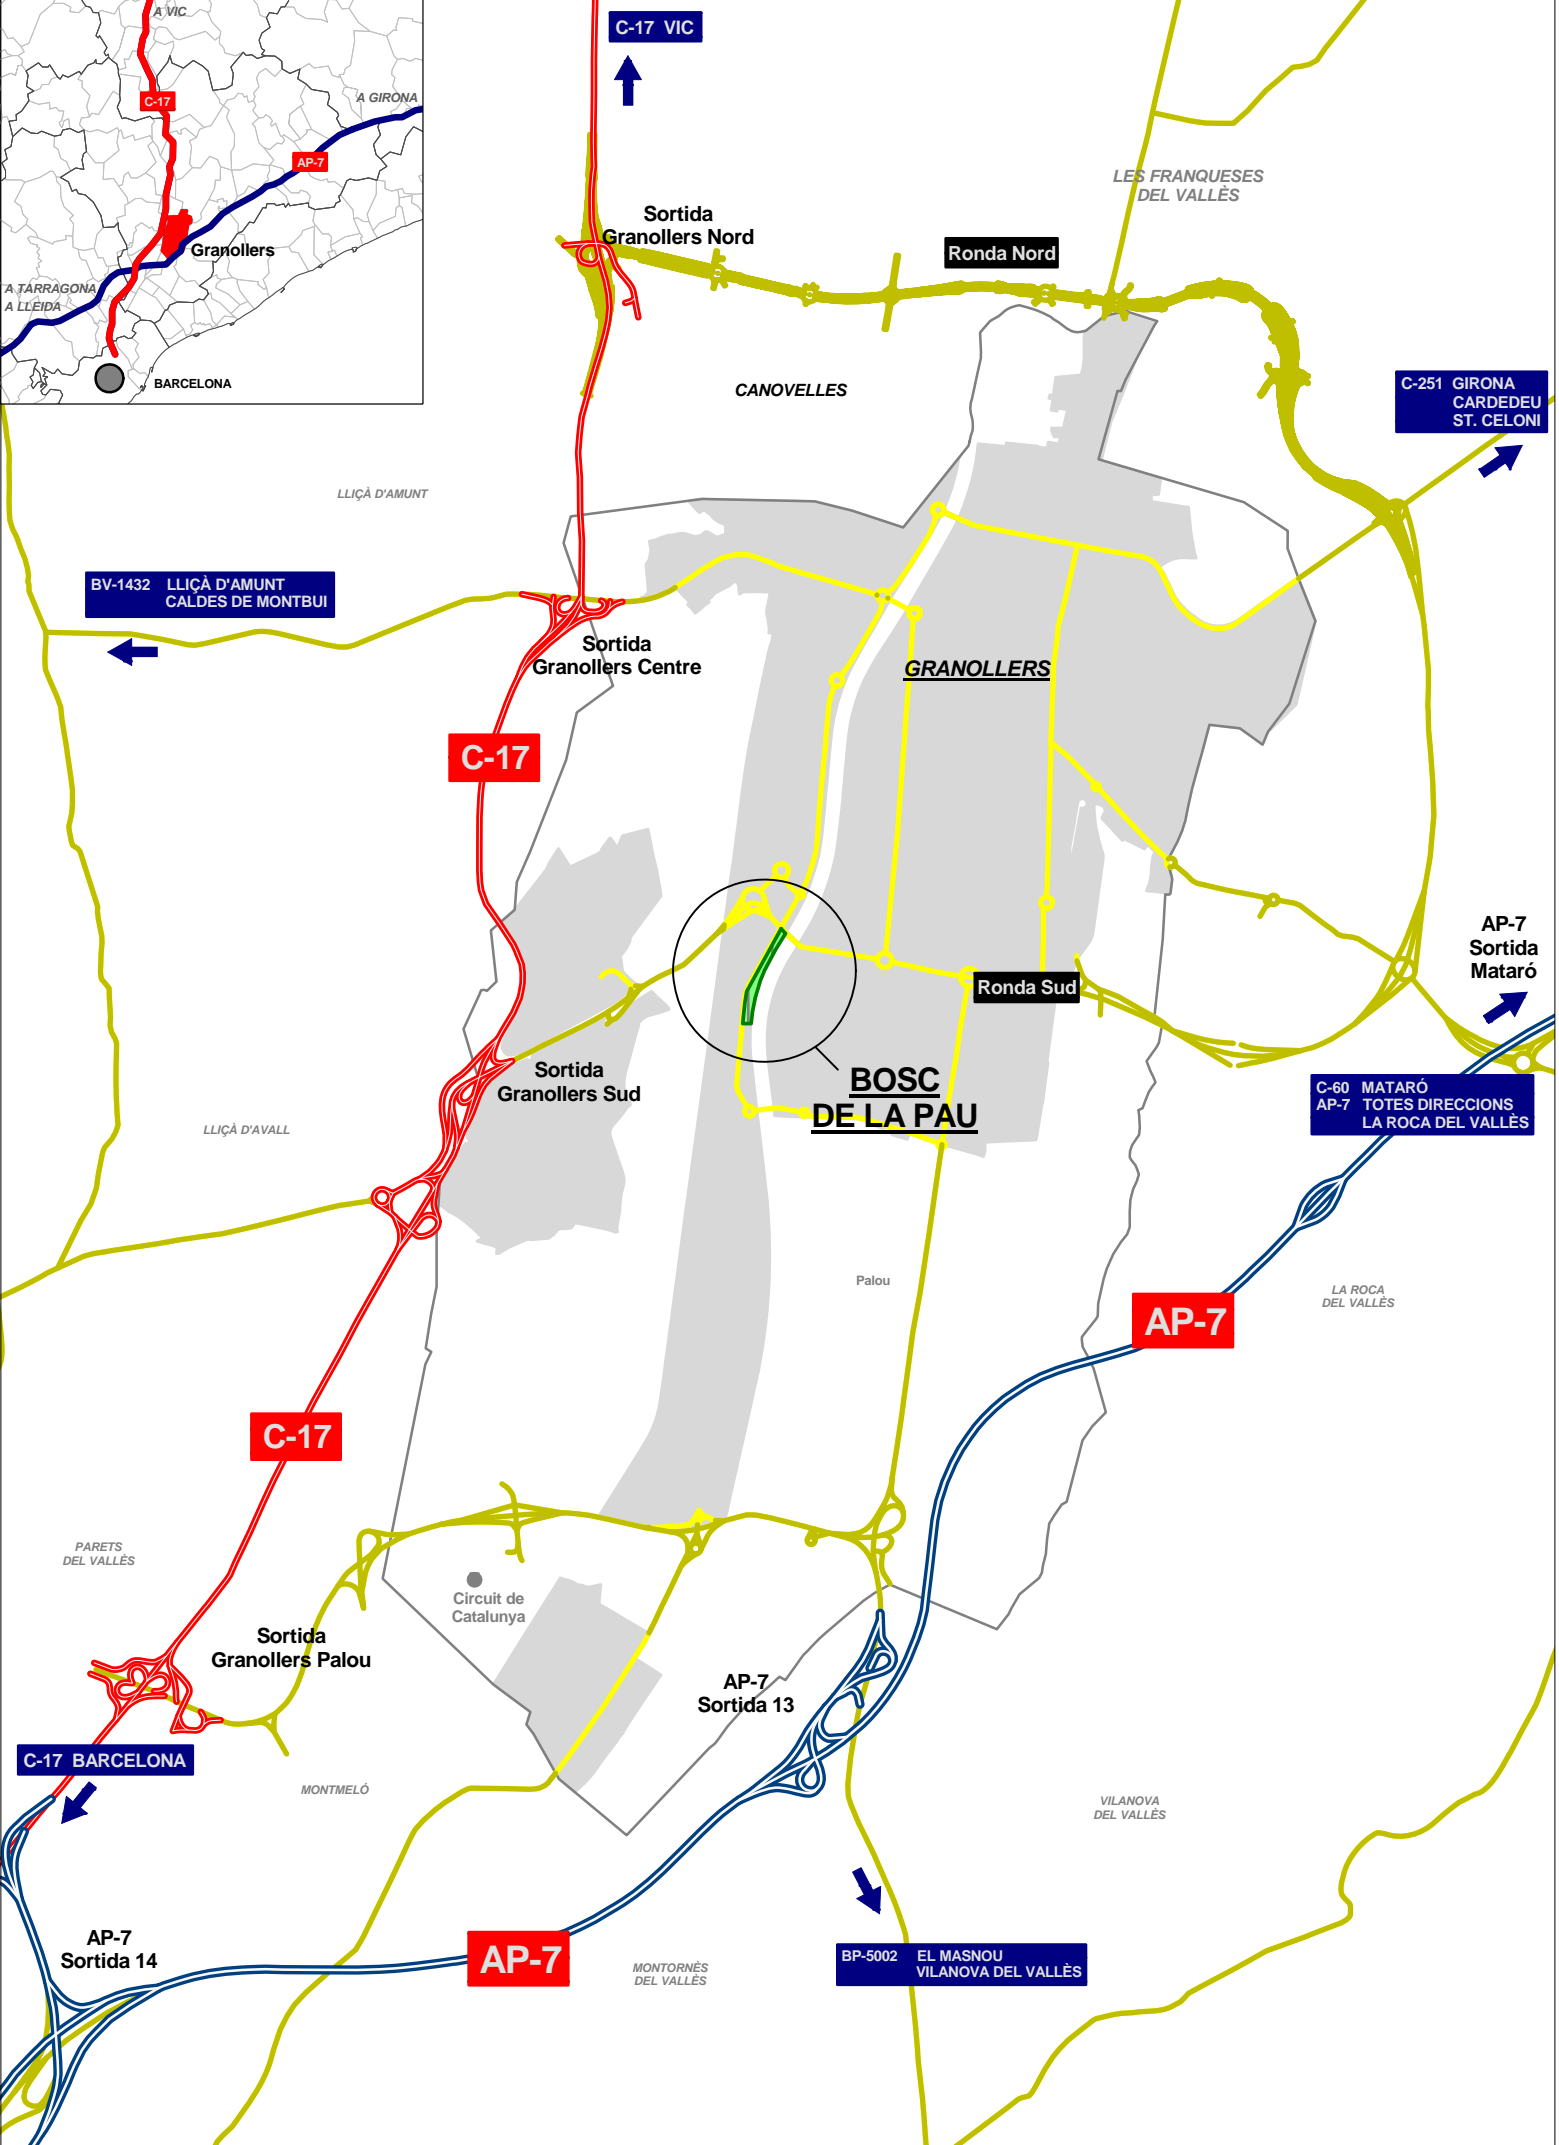 A VIC
C-17
A GIRONA
AP-7
Granollers
A TARRAGONA
A LLEIDA
BARCELONA
C-17 VIC
LES FRANQUESES
DEL VALLÈS
Sortida
Granollers Nord
Ronda Nord
CANOVELLES
C-251 GIRONA
CARDEDEU
ST. CELONI
LLIÇÀ D'AMUNT
BV-1432 LLIÇÀ D'AMUNT
CALDES DE MONTBUI
Sortida
Granollers Centre
GRANOLLERS
C-17
AP-7
Sortida
Mataró
Ronda Sud
Sortida
Granollers Sud
BOSC
DE LA PAU
C-60 MATARÓ
AP-7 TOTES DIRECCIONS
LA ROCA DEL VALLÈS
LLIÇÀ D'AVALL
Palou
LA ROCA
DEL VALLÈS
AP-7
C-17
PARETS
DEL VALLÈS
Circuit de
Catalunya
Sortida
Granollers Palou
AP-7
Sortida 13
C-17 BARCELONA
MONTMELÓ
VILANOVA
DEL VALLÈS
AP-7
Sortida 14
AP-7
MONTORNÈS
DEL VALLÈS
BP-5002 EL MASNOU
VILANOVA DEL VALLÈS